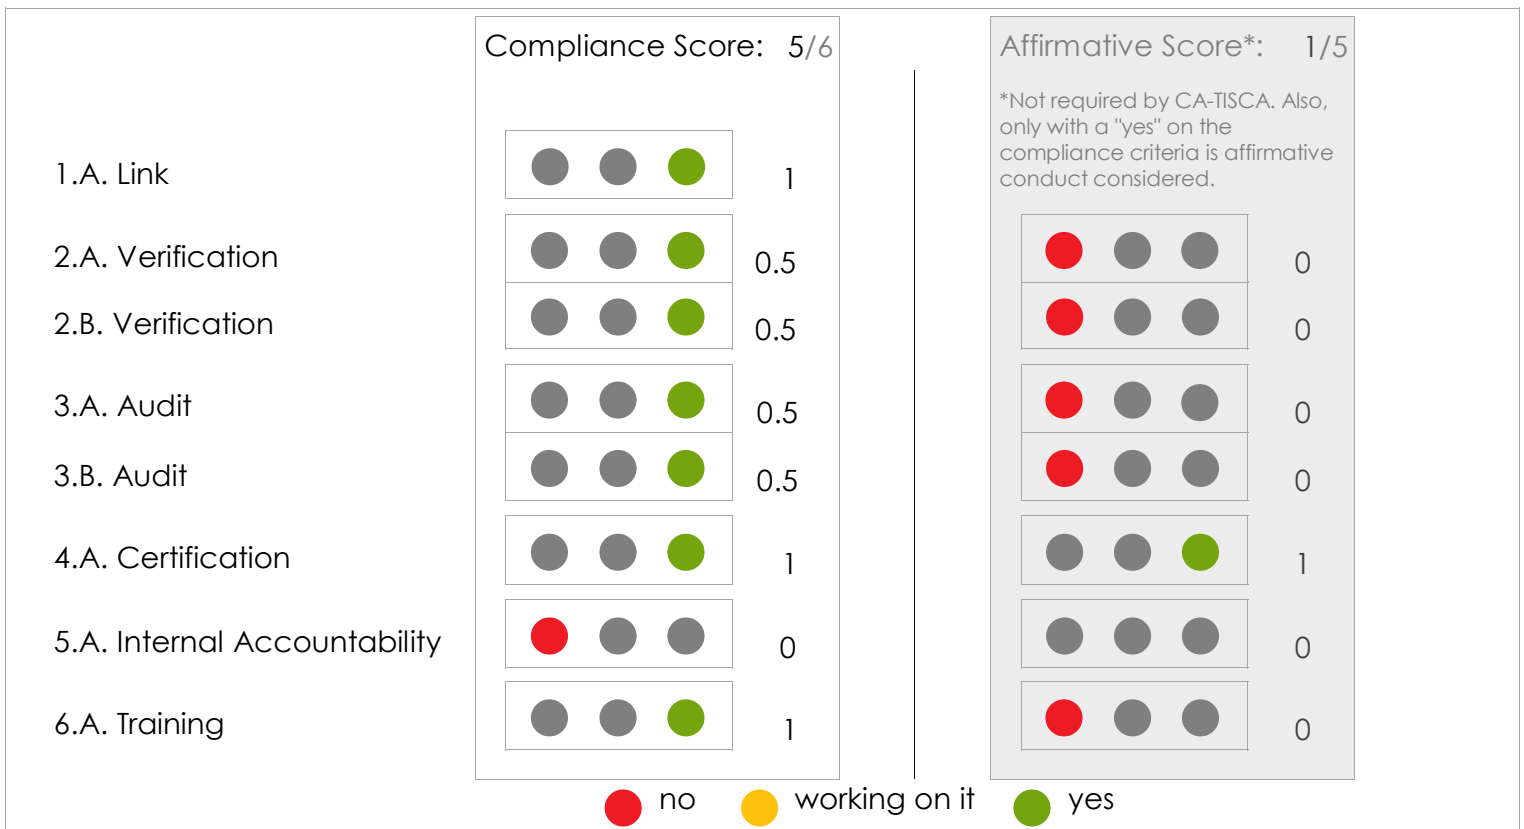 Compliance Score: 5/6
Affirmative Score*: 1/5
*Not required by CA-TISCA. Also,
only with a "yes" on the
compliance criteria is affirmative
conduct considered.
1.A. Link 1
2.A. Verification 0.5 0
2.B. Verification 0.5 0
3.A. Audit 0.5 0
3.B. Audit 0.5 0
4.A. Certification 1 1
5.A. Internal Accountability 0 0
6.A. Training 1 0
no working on it yes